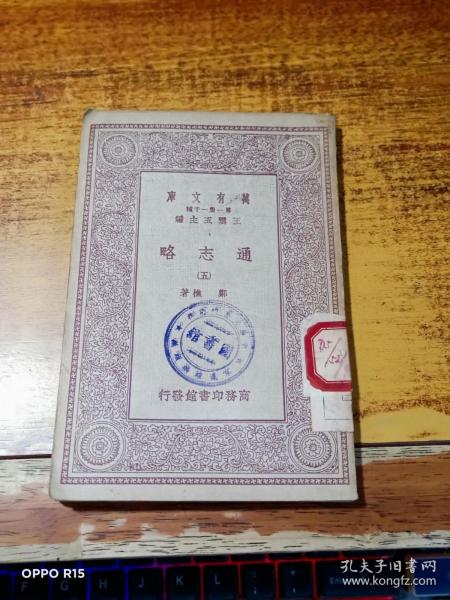 萬有文庫
第一集一千種
王雲五主編
通志略
(五)
鄭樵著
圖書館
商務印書館發行
OPPO R15
孔夫子旧书网
kongfz.com